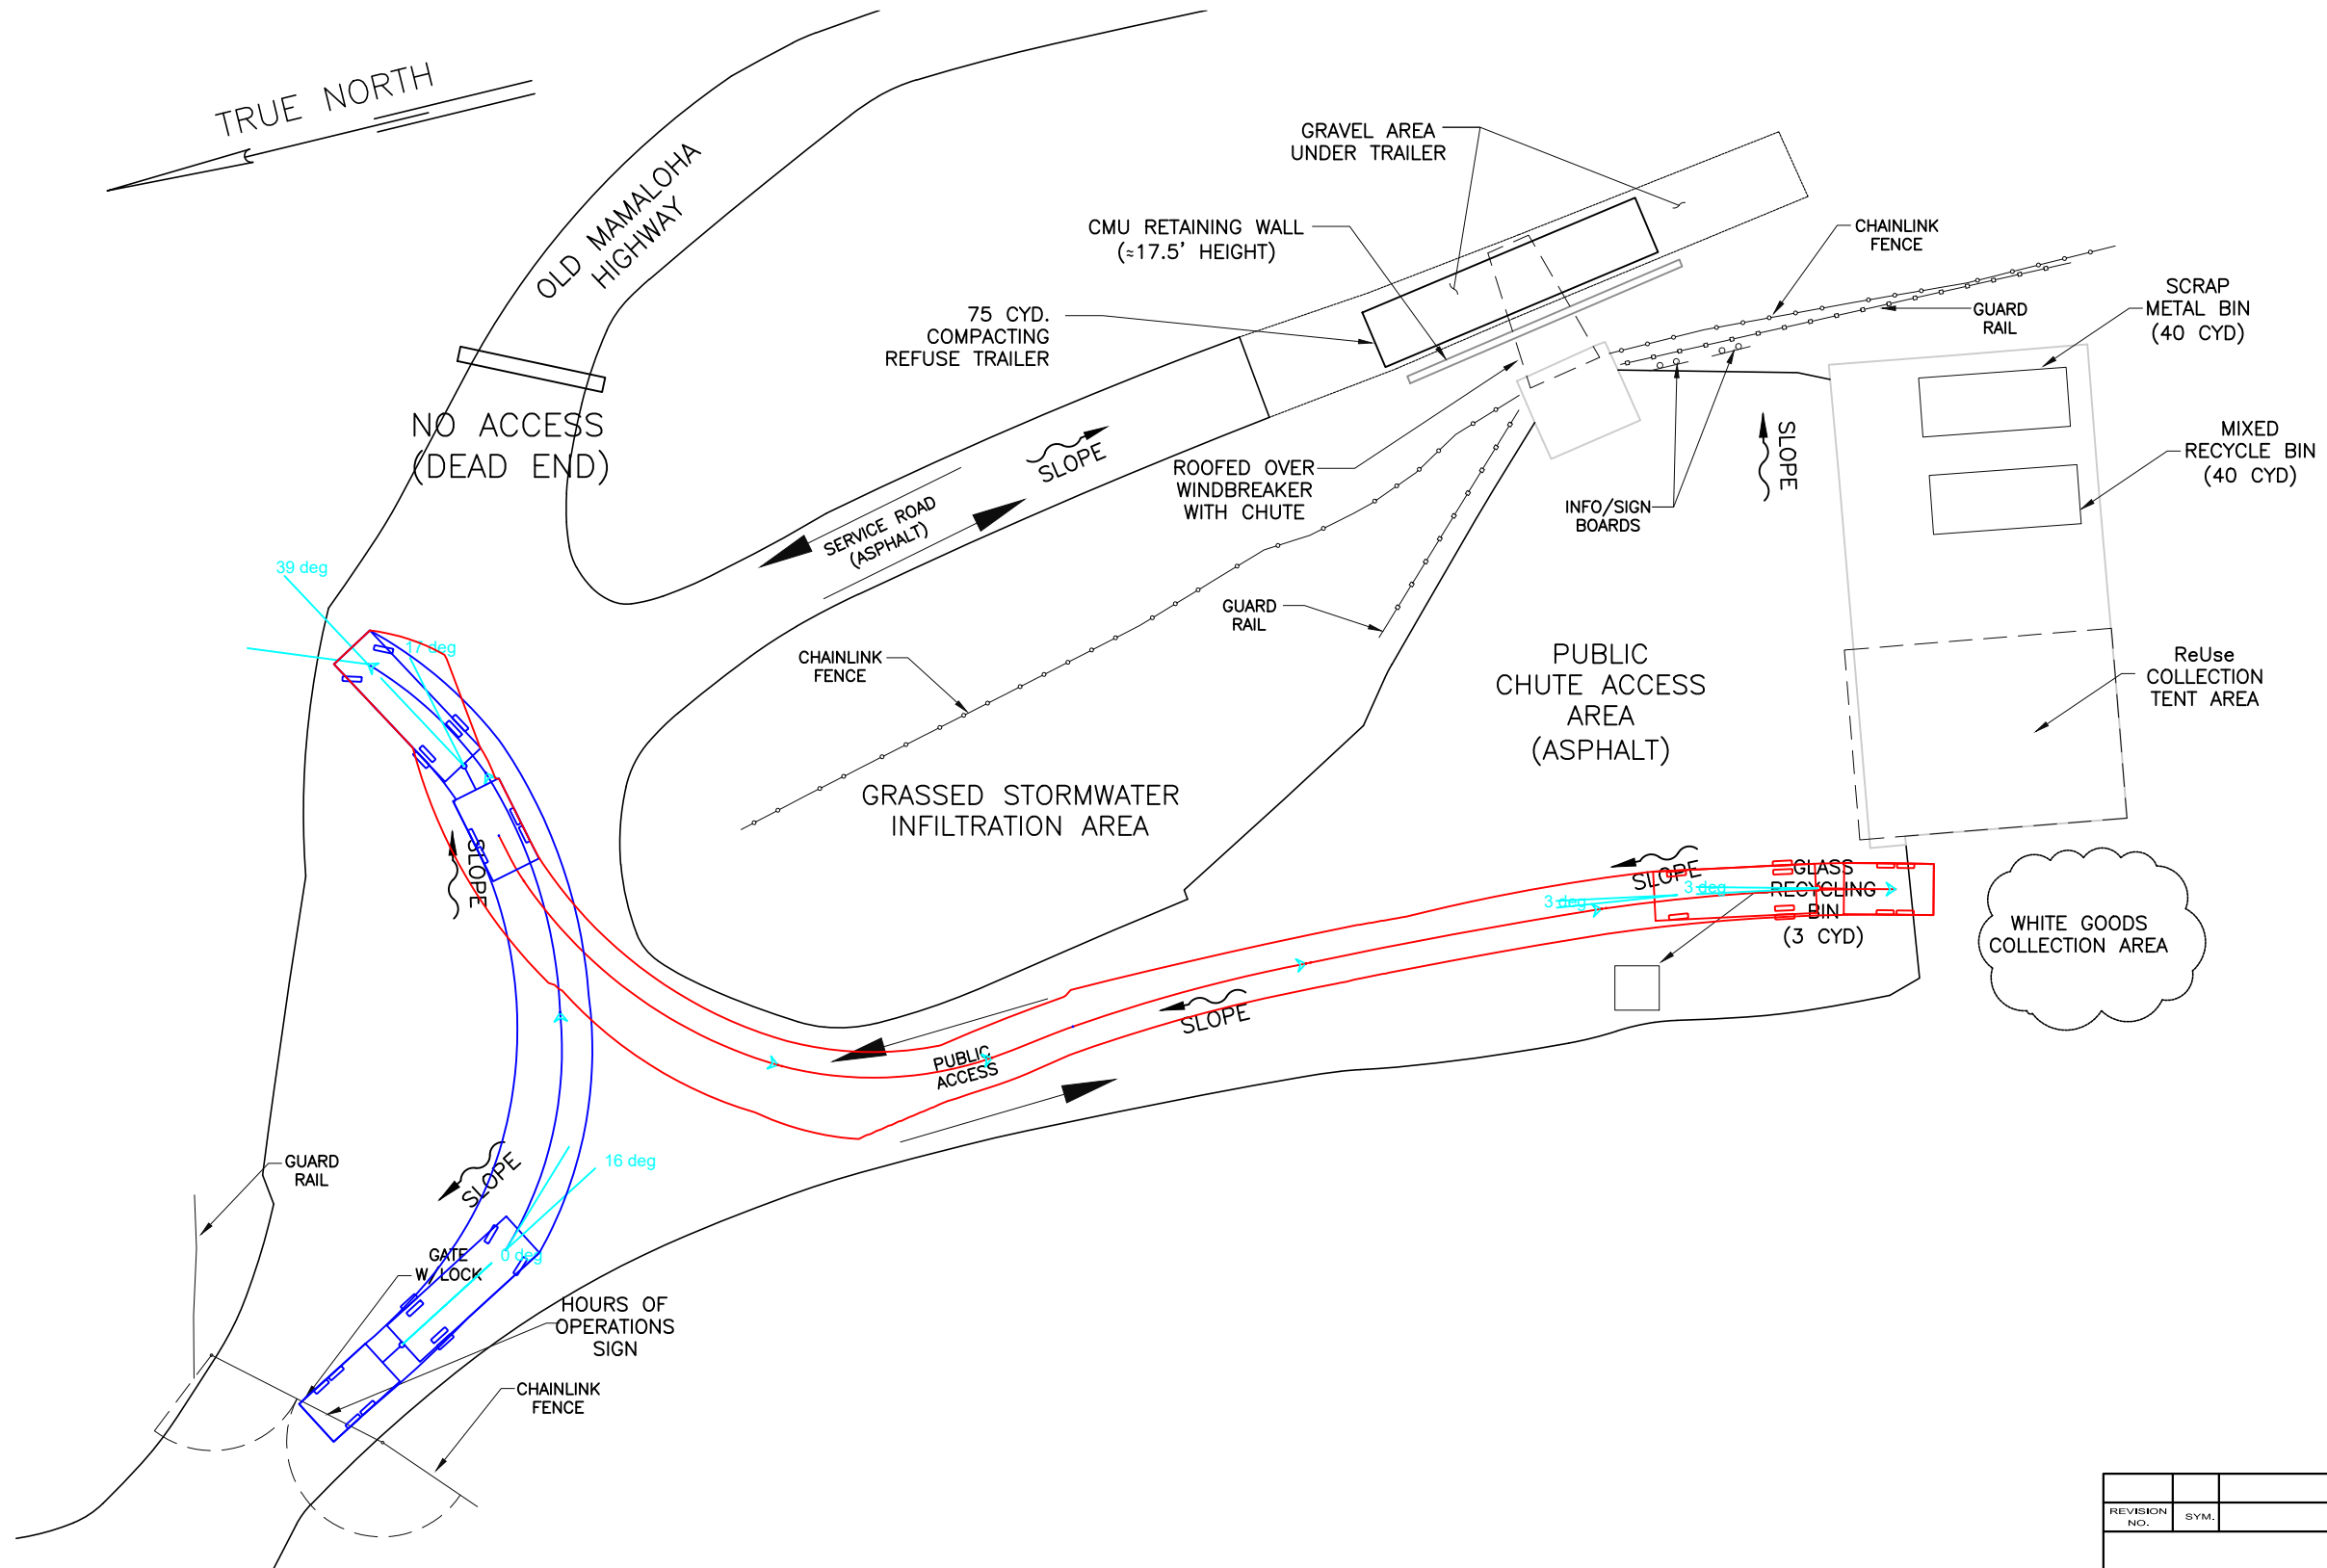 TRUE NORTH
OLD MAMALOHA
HIGHWAY
GRAVEL AREA
UNDER TRAILER
CMU RETAINING WALL
(≈17.5' HEIGHT)
CHAINLINK
FENCE
75 CYD.
COMPACTING
REFUSE TRAILER
GUARD
RAIL
SCRAP
METAL BIN
(40 CYD)
NO ACCESS
(DEAD END)
SLOPE
SLOPE
MIXED
RECYCLE BIN
(40 CYD)
ROOFED OVER
WINDBREAKER
WITH CHUTE
INFO/SIGN
BOARDS
SERVICE ROAD
(ASPHALT)
39 deg
17 deg
GUARD
RAIL
CHAINLINK
FENCE
PUBLIC
CHUTE ACCESS
AREA
(ASPHALT)
ReUse
COLLECTION
TENT AREA
GRASSED STORMWATER
INFILTRATION AREA
SLOPE
SLOPE
3 deg
3 deg
GLASS
RECYCLING
BIN
(3 CYD)
WHITE GOODS
COLLECTION AREA
SLOPE
PUBLIC
ACCESS
GUARD
RAIL
SLOPE
16 deg
0 deg
GATE
W/LOCK
HOURS OF
OPERATIONS
SIGN
CHAINLINK
FENCE
REVISION
NO.
SYM.